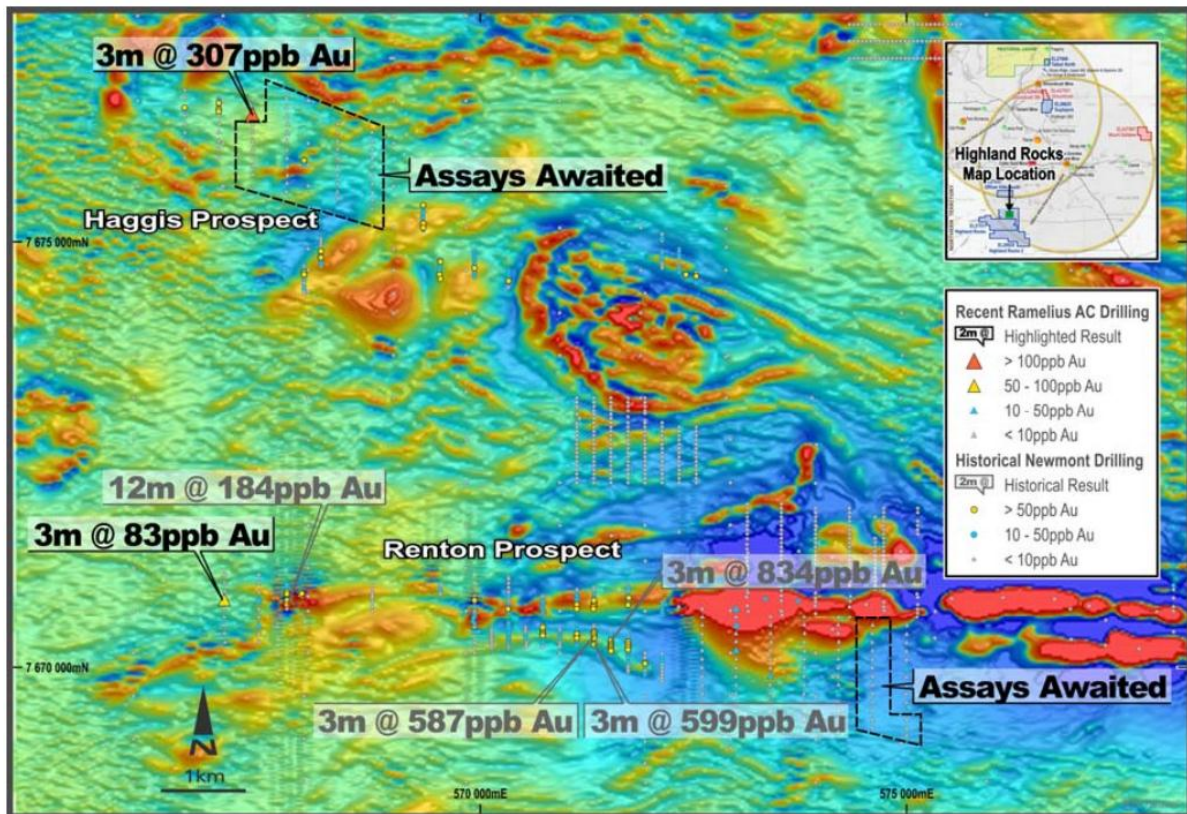 3m @ 307ppb Au
Assays Awaited
Haggis Prospect
7 675 000mN
Highland Rocks
Map Location
Recent Ramelius AC Drilling
2m @
Highlighted Result
> 100ppb Au
50 - 100ppb Au
10 - 50ppb Au
< 10ppb Au
Historical Newmont Drilling
2m @
Historical Result
> 50ppb Au
10 - 50ppb Au
< 10ppb Au
12m @ 184ppb Au
3m @ 83ppb Au
Renton Prospect
3m @ 834ppb Au
7 670 000mN
3m @ 587ppb Au
3m @ 599ppb Au
Assays Awaited
N
1km
570 000mE
575 000mE